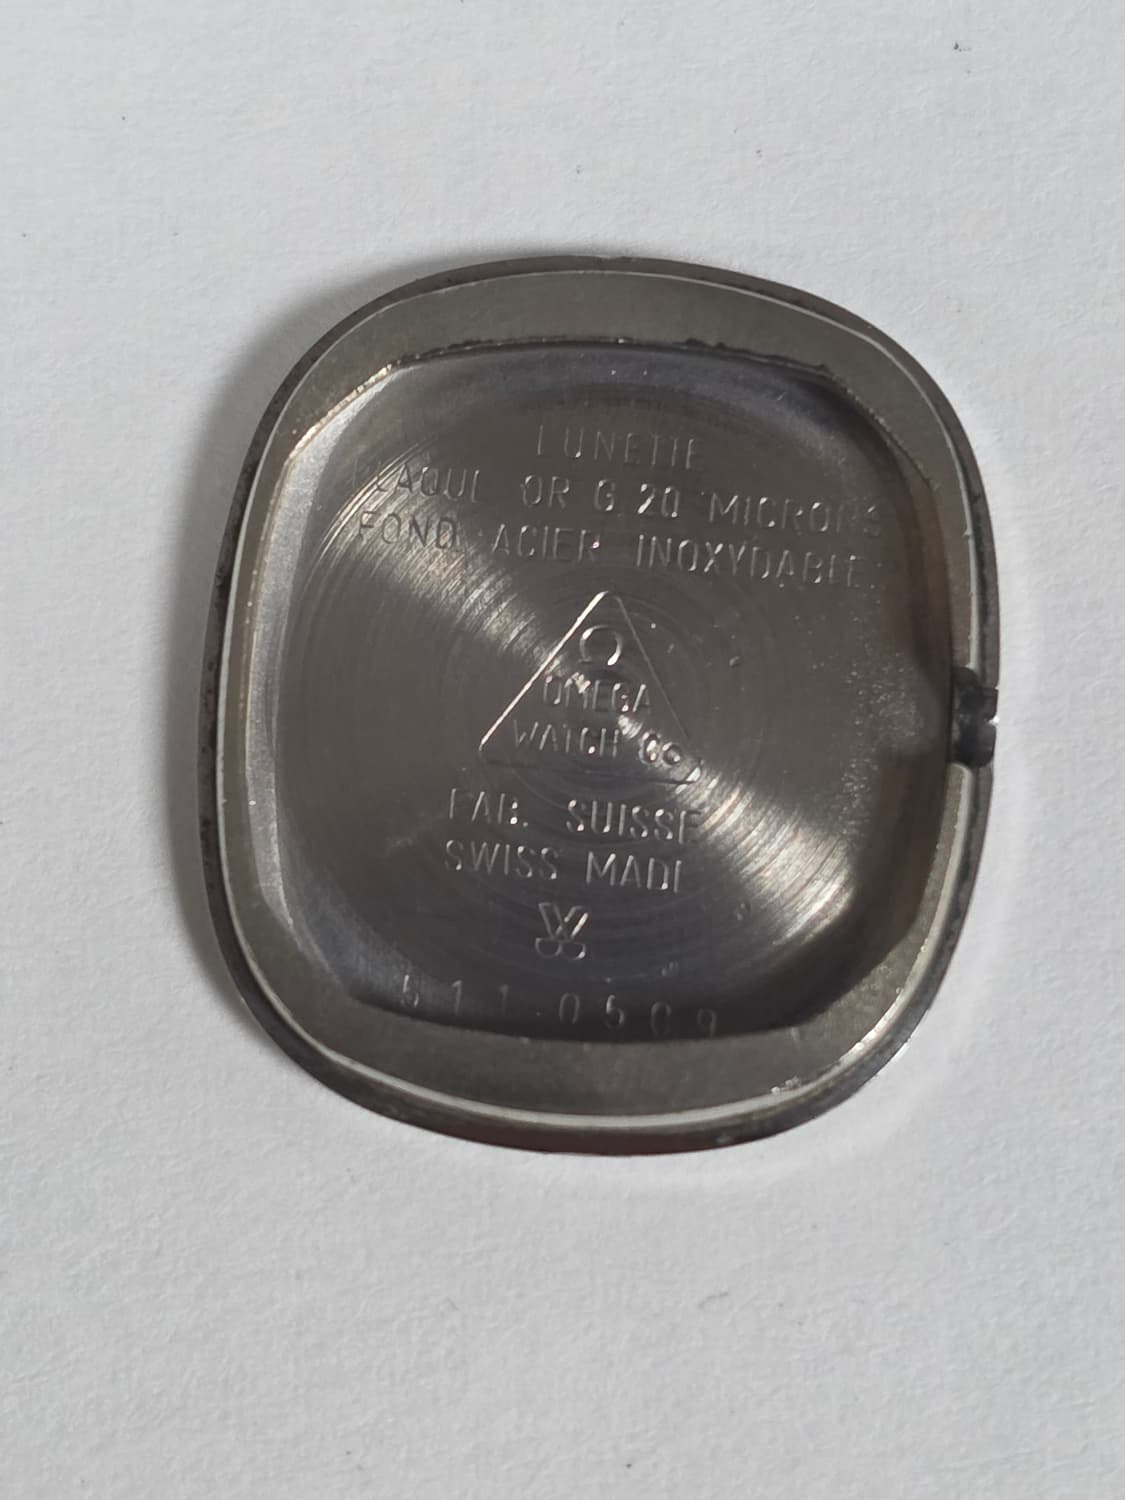 LUNETTE
PLAQUE OR G. 20 MICRONS
FOND ACIER INOXYDABLE
Ω
OMEGA
WATCH Co
FAB. SUISSE
SWISS MADE
511.0509